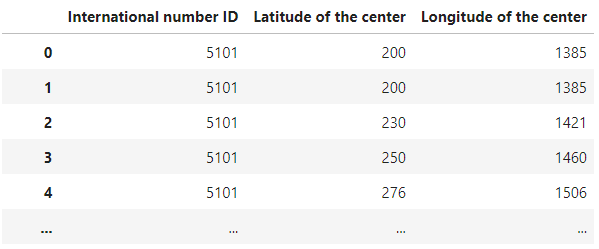 International number ID Latitude of the center Longitude of the center
0 5101 200 1385
1 5101 200 1385
2 5101 230 1421
3 5101 250 1460
4 5101 276 1506
... ... ... ...